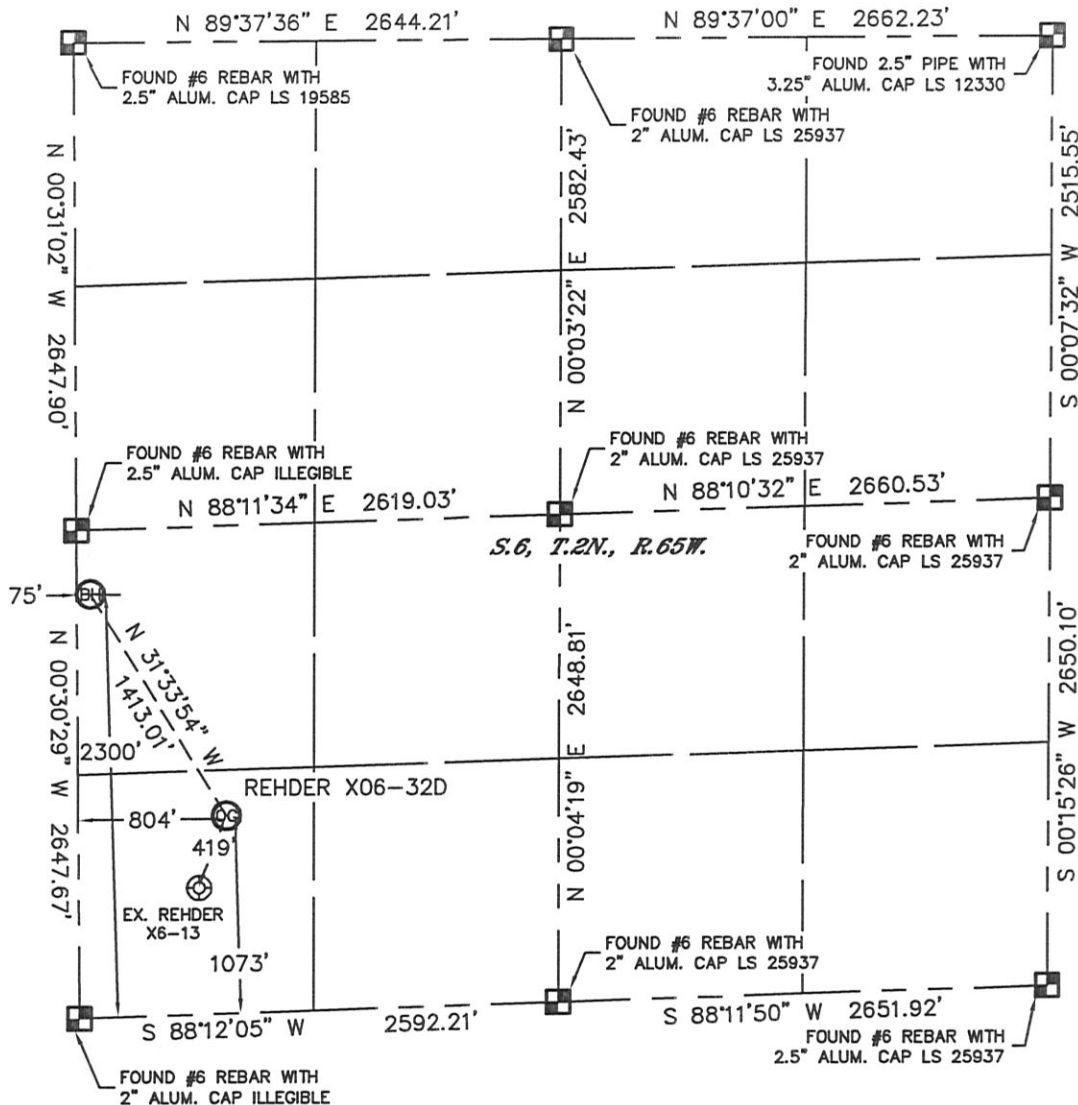 N 89°37'36" E 2644.21'
N 89°37'00" E 2662.23'
FOUND #6 REBAR WITH
2.5" ALUM. CAP LS 19585
FOUND #6 REBAR WITH
2" ALUM. CAP LS 25937
FOUND 2.5" PIPE WITH
3.25" ALUM. CAP LS 12330
N 00°31'02" W 2647.90'
N 00°03'22" E 2582.43'
S 00°07'32" W 2515.55'
FOUND #6 REBAR WITH
2.5" ALUM. CAP ILLEGIBLE
N 88°11'34" E 2619.03'
FOUND #6 REBAR WITH
2" ALUM. CAP LS 25937
N 88°10'32" E 2660.53'
S.6, T.2N., R.65W.
FOUND #6 REBAR WITH
2" ALUM. CAP LS 25937
75'
BH
N 31°33'54" W
1413.01'
N 00°30'29" W 2647.67'
2300'
REHDER X06-32D
OG
804'
419'
EX. REHDER
X6-13
1073'
N 00°04'19" E 2648.81'
S 00°15'26" W 2650.10'
FOUND #6 REBAR WITH
2" ALUM. CAP LS 25937
S 88°12'05" W 2592.21'
S 88°11'50" W 2651.92'
FOUND #6 REBAR WITH
2.5" ALUM. CAP LS 25937
FOUND #6 REBAR WITH
2" ALUM. CAP ILLEGIBLE